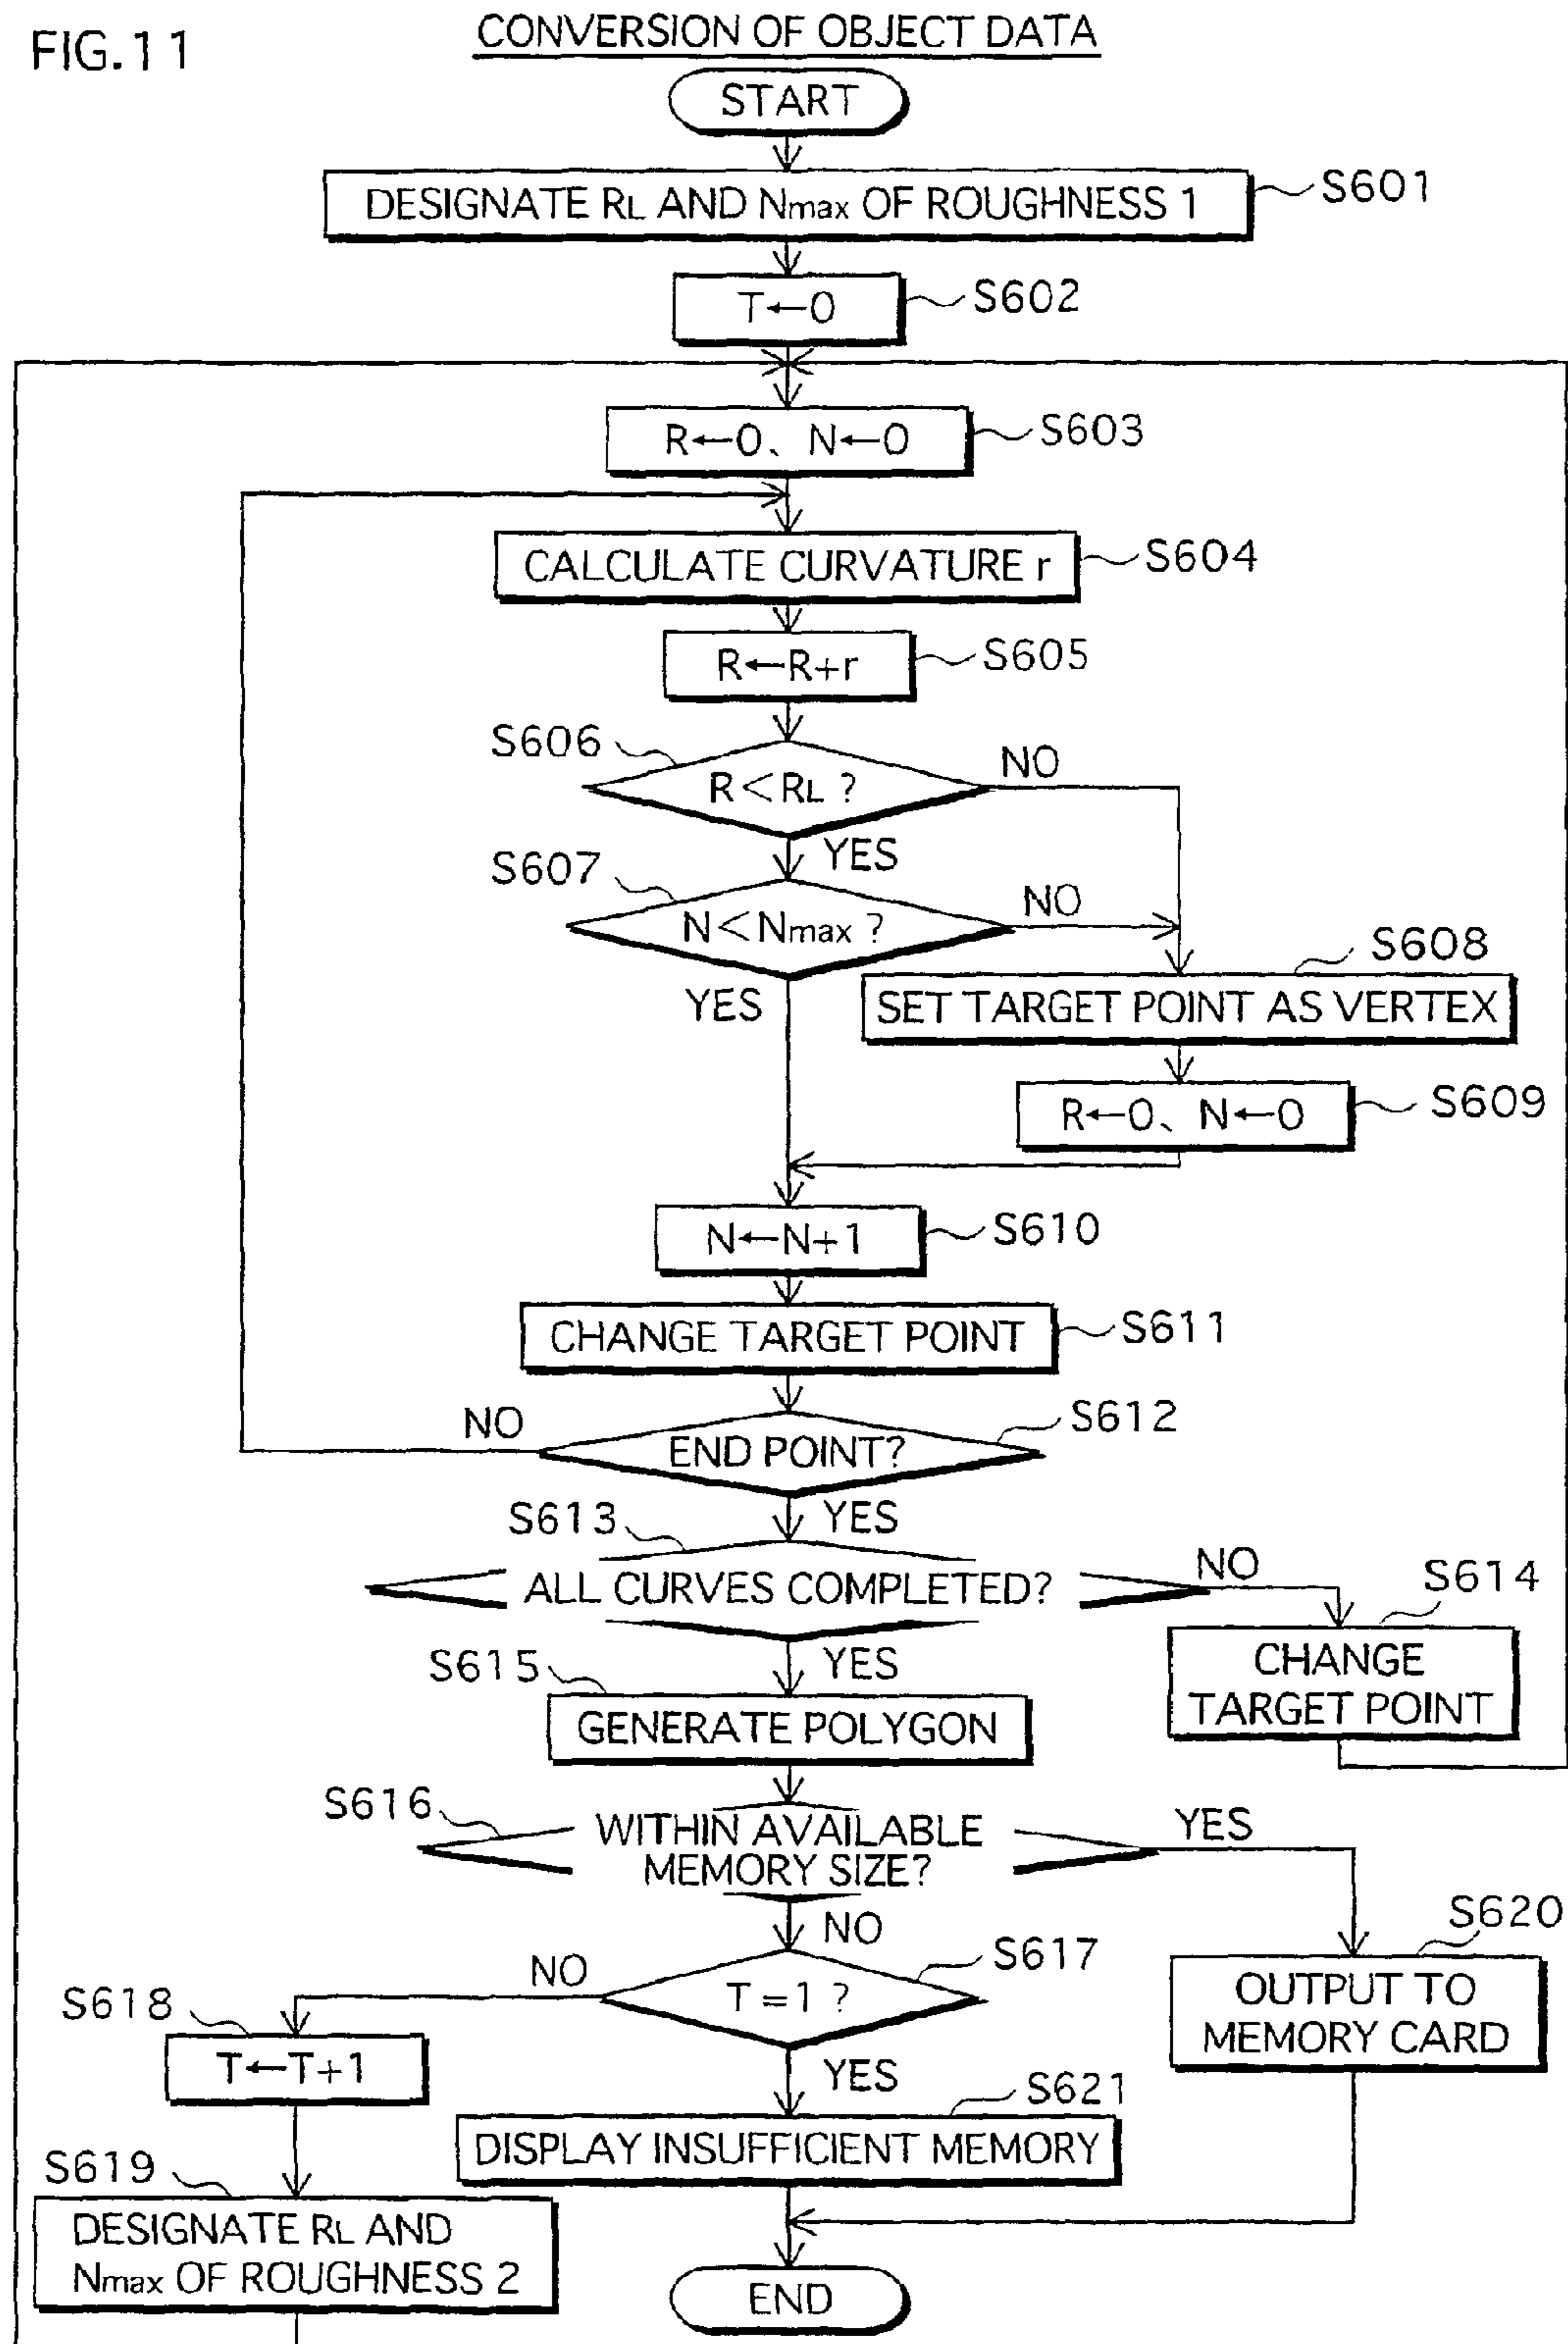 FIG.11
CONVERSION OF OBJECT DATA
START
DESIGNATE RL AND Nmax OF ROUGHNESS 1
S601
T←0
S602
R←0、N←0
S603
CALCULATE CURVATURE r
S604
R←R+r
S605
S606
R<RL ?
NO
YES
S607
N<Nmax ?
NO
YES
S608
SET TARGET POINT AS VERTEX
R←0、N←0
S609
N←N+1
S610
CHANGE TARGET POINT
S611
NO
END POINT?
S612
YES
S613
ALL CURVES COMPLETED?
NO
S614
CHANGE
TARGET POINT
YES
S615
GENERATE POLYGON
S616
WITHIN AVAILABLE
MEMORY SIZE?
YES
NO
S620
OUTPUT TO
MEMORY CARD
S617
T=1 ?
NO
S618
T←T+1
YES
S621
DISPLAY INSUFFICIENT MEMORY
S619
DESIGNATE RL AND
Nmax OF ROUGHNESS 2
END